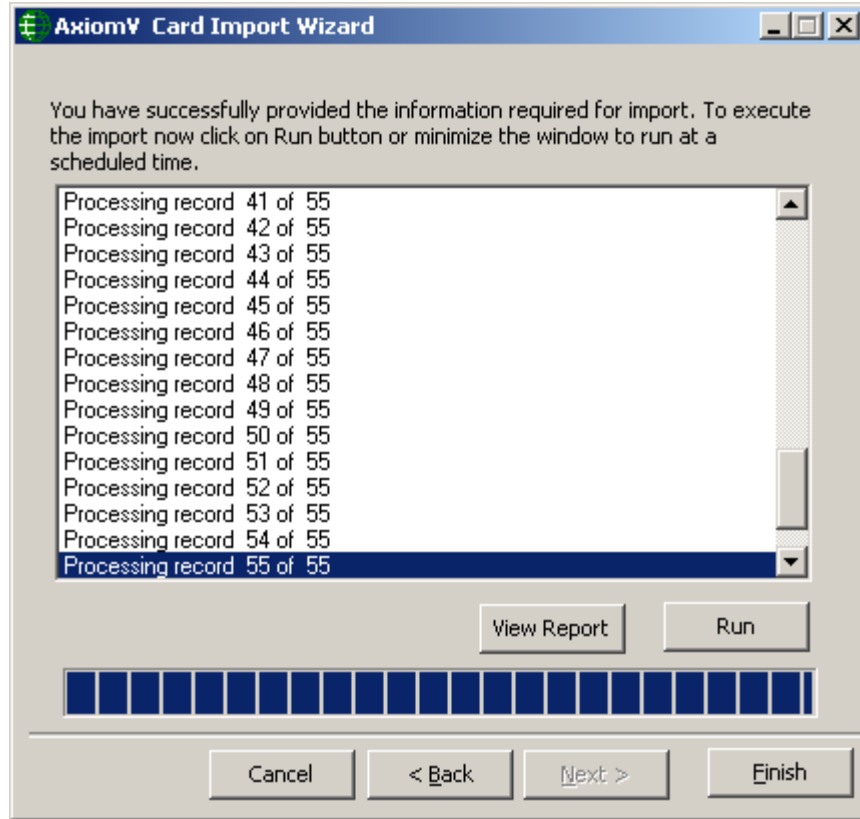 AxiomV Card Import Wizard
You have successfully provided the information required for import. To execute
the import now click on Run button or minimize the window to run at a
scheduled time.
Processing record 41 of 55
Processing record 42 of 55
Processing record 43 of 55
Processing record 44 of 55
Processing record 45 of 55
Processing record 46 of 55
Processing record 47 of 55
Processing record 48 of 55
Processing record 49 of 55
Processing record 50 of 55
Processing record 51 of 55
Processing record 52 of 55
Processing record 53 of 55
Processing record 54 of 55
Processing record 55 of 55
View Report Run
Cancel < Back Next > Finish